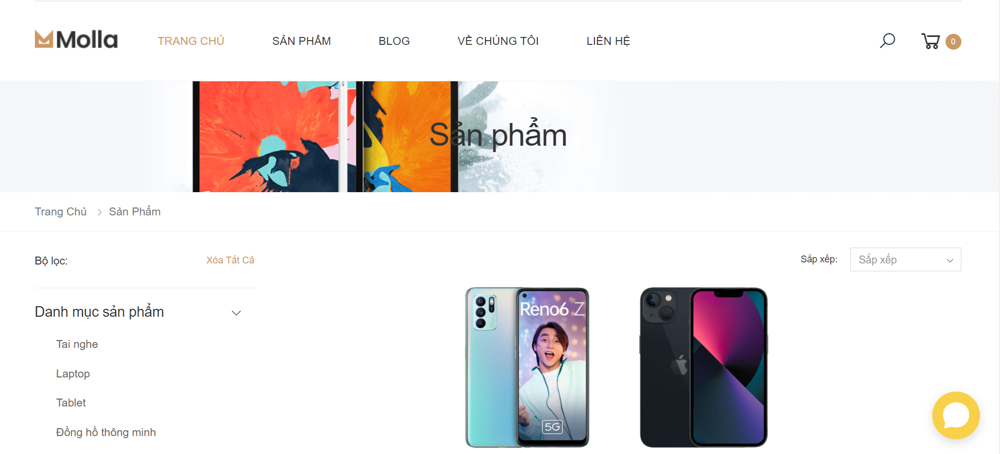 Molla
TRANG CHỦ
SẢN PHẨM
BLOG
VỀ CHÚNG TÔI
LIÊN HỆ
0
Sản phẩm
Trang Chủ
Sản Phẩm
Bộ lọc:
Xóa Tất Cả
Sắp xếp:
Sắp xếp
Danh mục sản phẩm
Tai nghe
Laptop
Tablet
Đồng hồ thông minh
Reno6 Z
5G